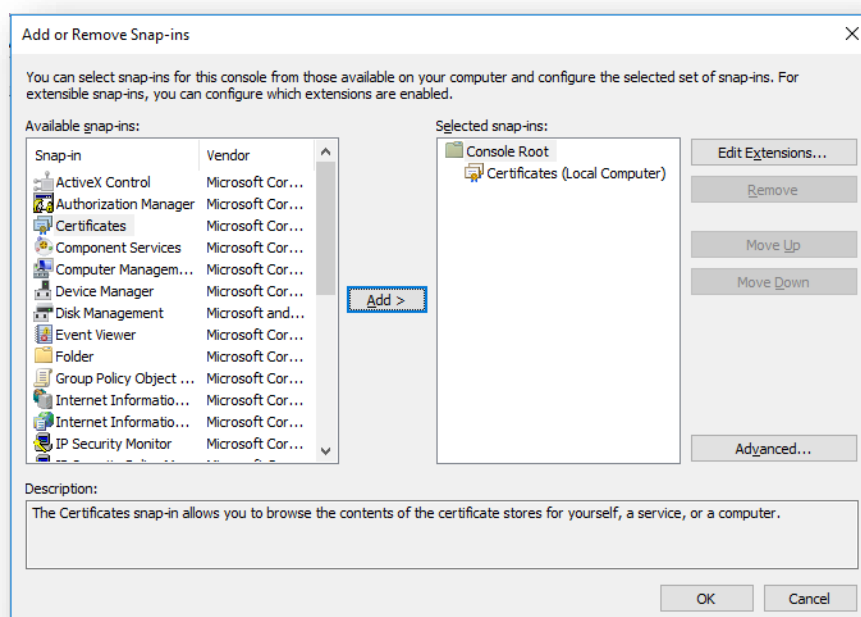 Add or Remove Snap-ins
You can select snap-ins for this console from those available on your computer and configure the selected set of snap-ins. For
extensible snap-ins, you can configure which extensions are enabled.
Available snap-ins:
Snap-in Vendor
ActiveX Control Microsoft Cor...
Authorization Manager Microsoft Cor...
Certificates Microsoft Cor...
Component Services Microsoft Cor...
Computer Managem... Microsoft Cor...
Device Manager Microsoft Cor...
Disk Management Microsoft and...
Event Viewer Microsoft Cor...
Folder Microsoft Cor...
Group Policy Object ... Microsoft Cor...
Internet Informatio... Microsoft Cor...
Internet Informatio... Microsoft Cor...
IP Security Monitor Microsoft Cor...
Add >
Selected snap-ins:
Console Root
Certificates (Local Computer)
Edit Extensions...
Remove
Move Up
Move Down
Advanced...
Description:
The Certificates snap-in allows you to browse the contents of the certificate stores for yourself, a service, or a computer.
OK
Cancel